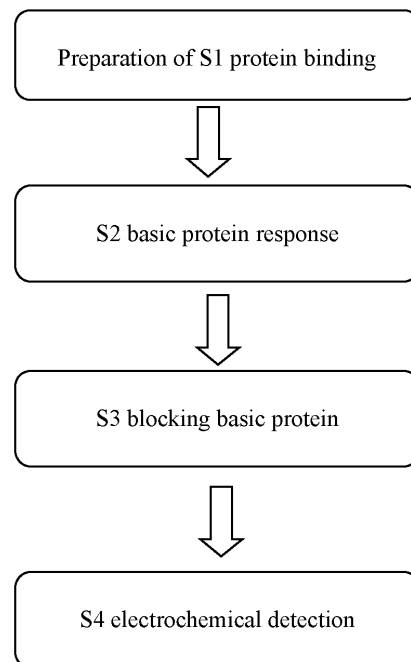 Preparation of S1 protein binding
S2 basic protein response
S3 blocking basic protein
S4 electrochemical detection